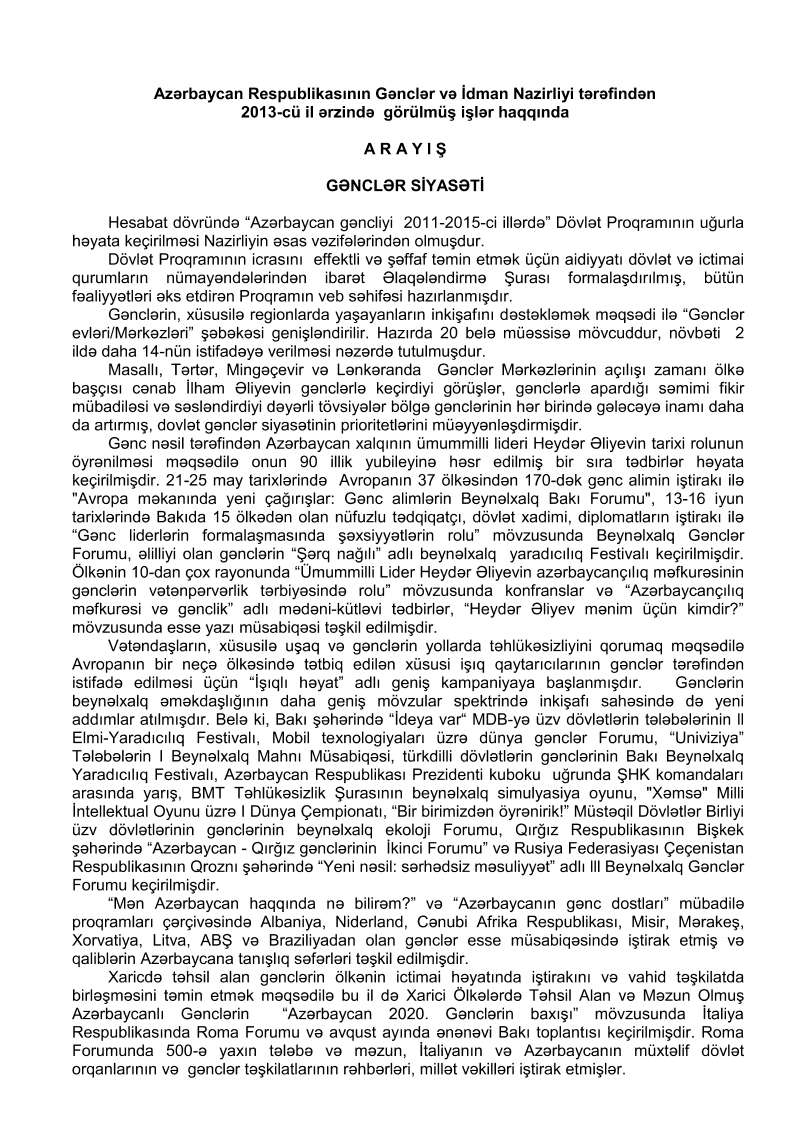 Azərbaycan Respublikasının Gənclər və İdman Nazirliyi tərəfindən
2013-cü il ərzində görülmüş işlər haqqında
A R A Y I Ş
GƏNCLƏR SİYASƏTİ
Hesabat dövründə “Azərbaycan gəncliyi 2011-2015-ci illərdə” Dövlət Proqramının uğurla
həyata keçirilməsi Nazirliyin əsas vəzifələrindən olmuşdur.
Dövlət Proqramının icrasını effektli və şəffaf təmin etmək üçün aidiyyatı dövlət və ictimai
qurumların nümayəndələrindən ibarət Əlaqələndirmə Şurası formalaşdırılmış, bütün
fəaliyyətləri əks etdirən Proqramın veb səhifəsi hazırlanmışdır.
Gənclərin, xüsusilə regionlarda yaşayanların inkişafını dəstəkləmək məqsədi ilə “Gənclər
evləri/Mərkəzləri” şəbəkəsi genişləndirilir. Hazırda 20 belə müəssisə mövcuddur, növbəti 2
ildə daha 14-nün istifadəyə verilməsi nəzərdə tutulmuşdur.
Masallı, Tərtər, Mingəçevir və Lənkəranda Gənclər Mərkəzlərinin açılışı zamanı ölkə
başçısı cənab İlham Əliyevin gənclərlə keçirdiyi görüşlər, gənclərlə apardığı səmimi fikir
mübadiləsi və səsləndirdiyi dəyərli tövsiyələr bölgə gənclərinin hər birində gələcəyə inamı daha
da artırmış, dovlət gənclər siyasətinin prioritetlərini müəyyənləşdirmişdir.
Gənc nəsil tərəfindən Azərbaycan xalqının ümummilli lideri Heydər Əliyevin tarixi rolunun
öyrənilməsi məqsədilə onun 90 illik yubileyinə həsr edilmiş bir sıra tədbirlər həyata
keçirilmişdir. 21-25 may tarixlərində Avropanın 37 ölkəsindən 170-dək gənc alimin iştirakı ilə
"Avropa məkanında yeni çağırışlar: Gənc alimlərin Beynəlxalq Bakı Forumu", 13-16 iyun
tarixlərində Bakıda 15 ölkədən olan nüfuzlu tədqiqatçı, dövlət xadimi, diplomatların iştirakı ilə
“Gənc liderlərin formalaşmasında şəxsiyyətlərin rolu” mövzusunda Beynəlxalq Gənclər
Forumu, əlilliyi olan gənclərin “Şərq nağılı” adlı beynəlxalq yaradıcılıq Festivalı keçirilmişdir.
Ölkənin 10-dan çox rayonunda “Ümummilli Lider Heydər Əliyevin azərbaycançılıq məfkurəsinin
gənclərin vətənpərvərlik tərbiyəsində rolu” mövzusunda konfranslar və “Azərbaycançılıq
məfkurəsi və gənclik” adlı mədəni-kütləvi tədbirlər, “Heydər Əliyev mənim üçün kimdir?”
mövzusunda esse yazı müsabiqəsi təşkil edilmişdir.
Vətəndaşların, xüsusilə uşaq və gənclərin yollarda təhlükəsizliyini qorumaq məqsədilə
Avropanın bir neçə ölkəsində tətbiq edilən xüsusi işıq qaytarıcılarının gənclər tərəfindən
istifadə edilməsi üçün “İşıqlı həyat” adlı geniş kampaniyaya başlanmışdır. Gənclərin
beynəlxalq əməkdaşlığının daha geniş mövzular spektrində inkişafı sahəsində də yeni
addımlar atılmışdır. Belə ki, Bakı şəhərində “İdeya var“ MDB-yə üzv dövlətlərin tələbələrinin II
Elmi-Yaradıcılıq Festivalı, Mobil texnologiyaları üzrə dünya gənclər Forumu, “Univiziya”
Tələbələrin I Beynəlxalq Mahnı Müsabiqəsi, türkdilli dövlətlərin gənclərinin Bakı Beynəlxalq
Yaradıcılıq Festivalı, Azərbaycan Respublikası Prezidenti kuboku uğrunda ŞHK komandaları
arasında yarış, BMT Təhlükəsizlik Şurasının beynəlxalq simulyasiya oyunu, "Xəmsə" Milli
İntellektual Oyunu üzrə I Dünya Çempionatı, “Bir birimizdən öyrənirik!” Müstəqil Dövlətlər Birliyi
üzv dövlətlərinin gənclərinin beynəlxalq ekoloji Forumu, Qırğız Respublikasının Bişkek
şəhərində “Azərbaycan - Qırğız gənclərinin İkinci Forumu” və Rusiya Federasiyası Çeçenistan
Respublikasının Qroznı şəhərində “Yeni nəsil: sərhədsiz məsuliyyət” adlı III Beynəlxalq Gənclər
Forumu keçirilmişdir.
“Mən Azərbaycan haqqında nə bilirəm?” və “Azərbaycanın gənc dostları” mübadilə
proqramları çərçivəsində Albaniya, Niderland, Cənubi Afrika Respublikası, Misir, Mərakeş,
Xorvatiya, Litva, ABŞ və Braziliyadan olan gənclər esse müsabiqəsində iştirak etmiş və
qaliblərin Azərbaycana tanışlıq səfərləri təşkil edilmişdir.
Xaricdə təhsil alan gənclərin ölkənin ictimai həyatında iştirakını və vahid təşkilatda
birləşməsini təmin etmək məqsədilə bu il də Xarici Ölkələrdə Təhsil Alan və Məzun Olmuş
Azərbaycanlı Gənclərin “Azərbaycan 2020. Gənclərin baxışı” mövzusunda İtaliya
Respublikasında Roma Forumu və avqust ayında ənənəvi Bakı toplantısı keçirilmişdir. Roma
Forumunda 500-ə yaxın tələbə və məzun, İtaliyanın və Azərbaycanın müxtəlif dövlət
orqanlarının və gənclər təşkilatlarının rəhbərləri, millət vəkilləri iştirak etmişlər.